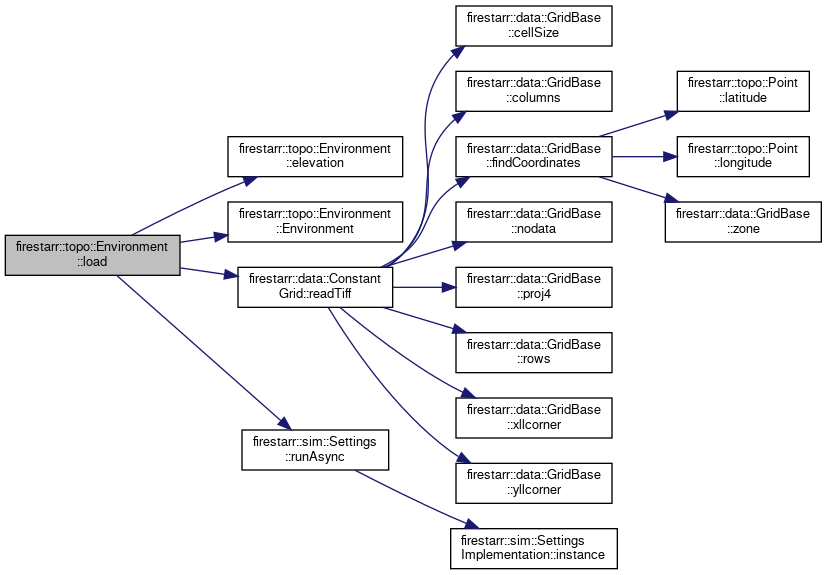 firestarr::topo::Environment
::load
firestarr::topo::Environment
::elevation
firestarr::topo::Environment
::Environment
firestarr::data::Constant
Grid::readTiff
firestarr::sim::Settings
::runAsync
firestarr::data::GridBase
::cellSize
firestarr::data::GridBase
::columns
firestarr::data::GridBase
::findCoordinates
firestarr::data::GridBase
::nodata
firestarr::data::GridBase
::proj4
firestarr::data::GridBase
::rows
firestarr::data::GridBase
::xllcorner
firestarr::data::GridBase
::yllcorner
firestarr::sim::Settings
Implementation::instance
firestarr::topo::Point
::latitude
firestarr::topo::Point
::longitude
firestarr::data::GridBase
::zone